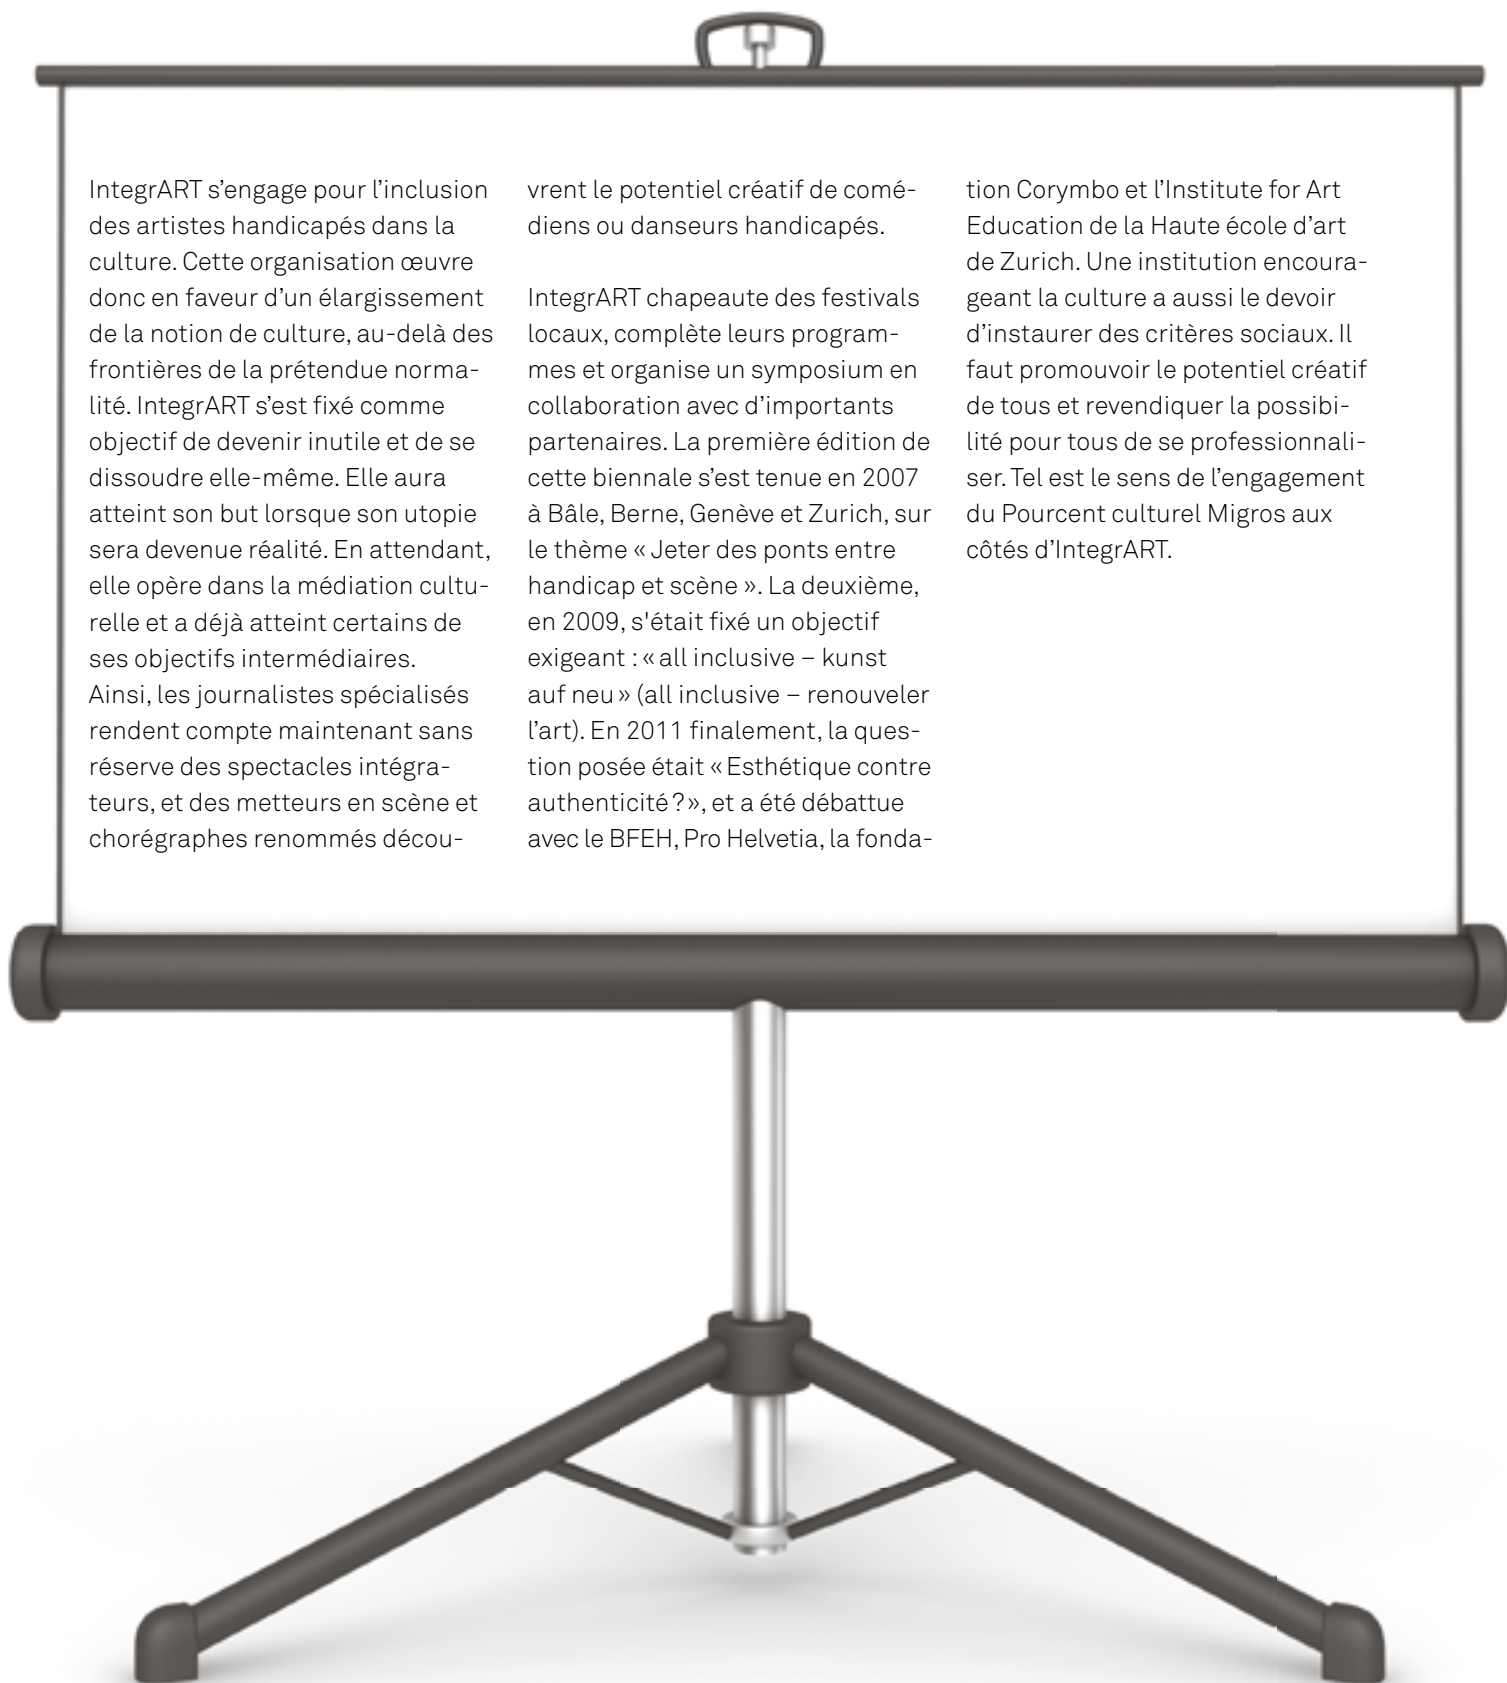 IntegrART s’engage pour l’inclusion
des artistes handicapés dans la
culture. Cette organisation œuvre
donc en faveur d’un élargissement
de la notion de culture, au-delà des
frontières de la prétendue norma-
lité. IntegrART s’est fixé comme
objectif de devenir inutile et de se
dissoudre elle-même. Elle aura
atteint son but lorsque son utopie
sera devenue réalité. En attendant,
elle opère dans la médiation cultu-
relle et a déjà atteint certains de
ses objectifs intermédiaires.
Ainsi, les journalistes spécialisés
rendent compte maintenant sans
réserve des spectacles intégra-
teurs, et des metteurs en scène et
chorégraphes renommés décou-
vrent le potentiel créatif de comé-
diens ou danseurs handicapés.
IntegrART chapeaute des festivals
locaux, complète leurs program-
mes et organise un symposium en
collaboration avec d’importants
partenaires. La première édition de
cette biennale s’est tenue en 2007
à Bâle, Berne, Genève et Zurich, sur
le thème « Jeter des ponts entre
handicap et scène ». La deuxième,
en 2009, s'était fixé un objectif
exigeant : « all inclusive – kunst
auf neu » (all inclusive – renouveler
l’art). En 2011 finalement, la ques-
tion posée était « Esthétique contre
authenticité ? », et a été débattue
avec le BFEH, Pro Helvetia, la fonda-
tion Corymbo et l’Institute for Art
Education de la Haute école d’art
de Zurich. Une institution encoura-
geant la culture a aussi le devoir
d’instaurer des critères sociaux. Il
faut promouvoir le potentiel créatif
de tous et revendiquer la possibi-
lité pour tous de se professionnali-
ser. Tel est le sens de l’engagement
du Pourcent culturel Migros aux
côtés d’IntegrART.